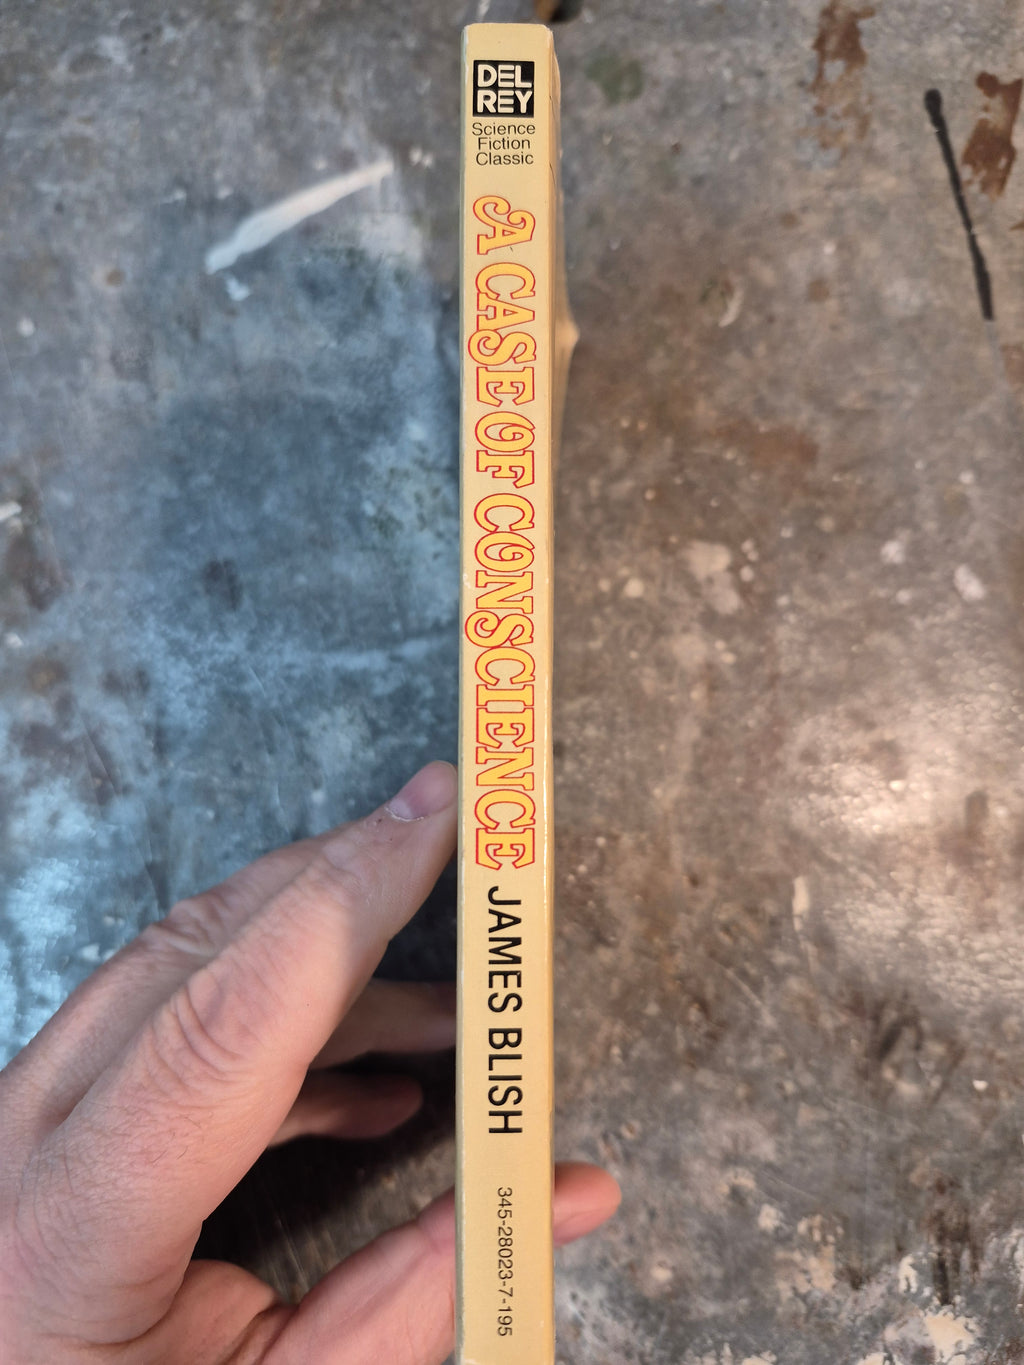 DEL
REY
Science
Fiction
Classic
A CASE OF CONSCIENCE
JAMES BLISH
345-28023-7-195